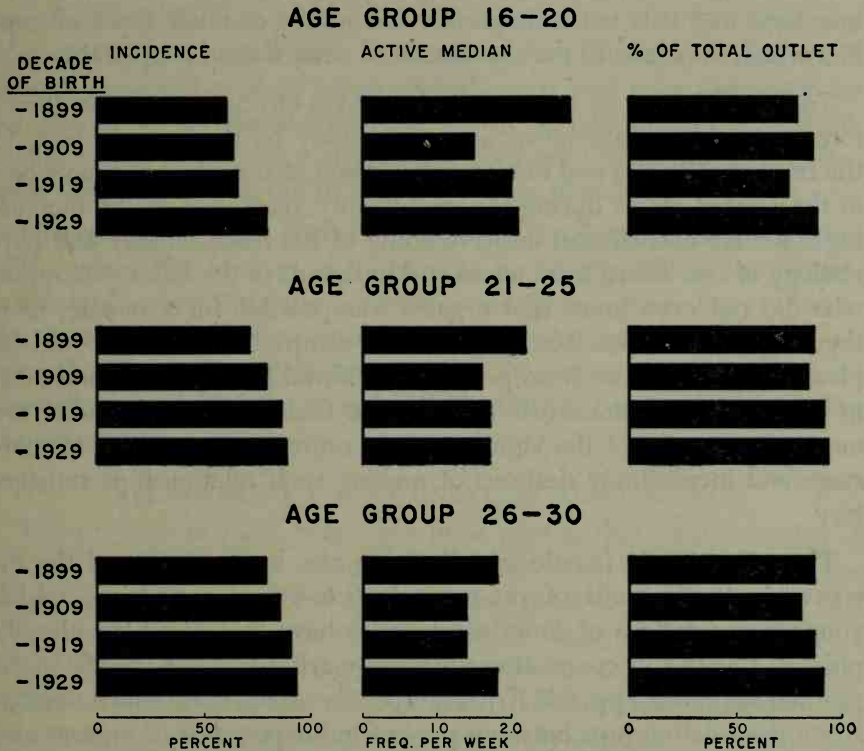 AGE GROUP 16–20
INCIDENCE ACTIVE MEDIAN % OF TOTAL OUTLET
DECADE
OF BIRTH
-1899
-1909
-1919
-1929
AGE GROUP 21–25
-1899
-1909
-1919
-1929
AGE GROUP 26–30
-1899
-1909
-1919
-1929
0 50 100 0 1.0 2.0 0 50 100
PERCENT FREQ. PER WEEK PERCENT